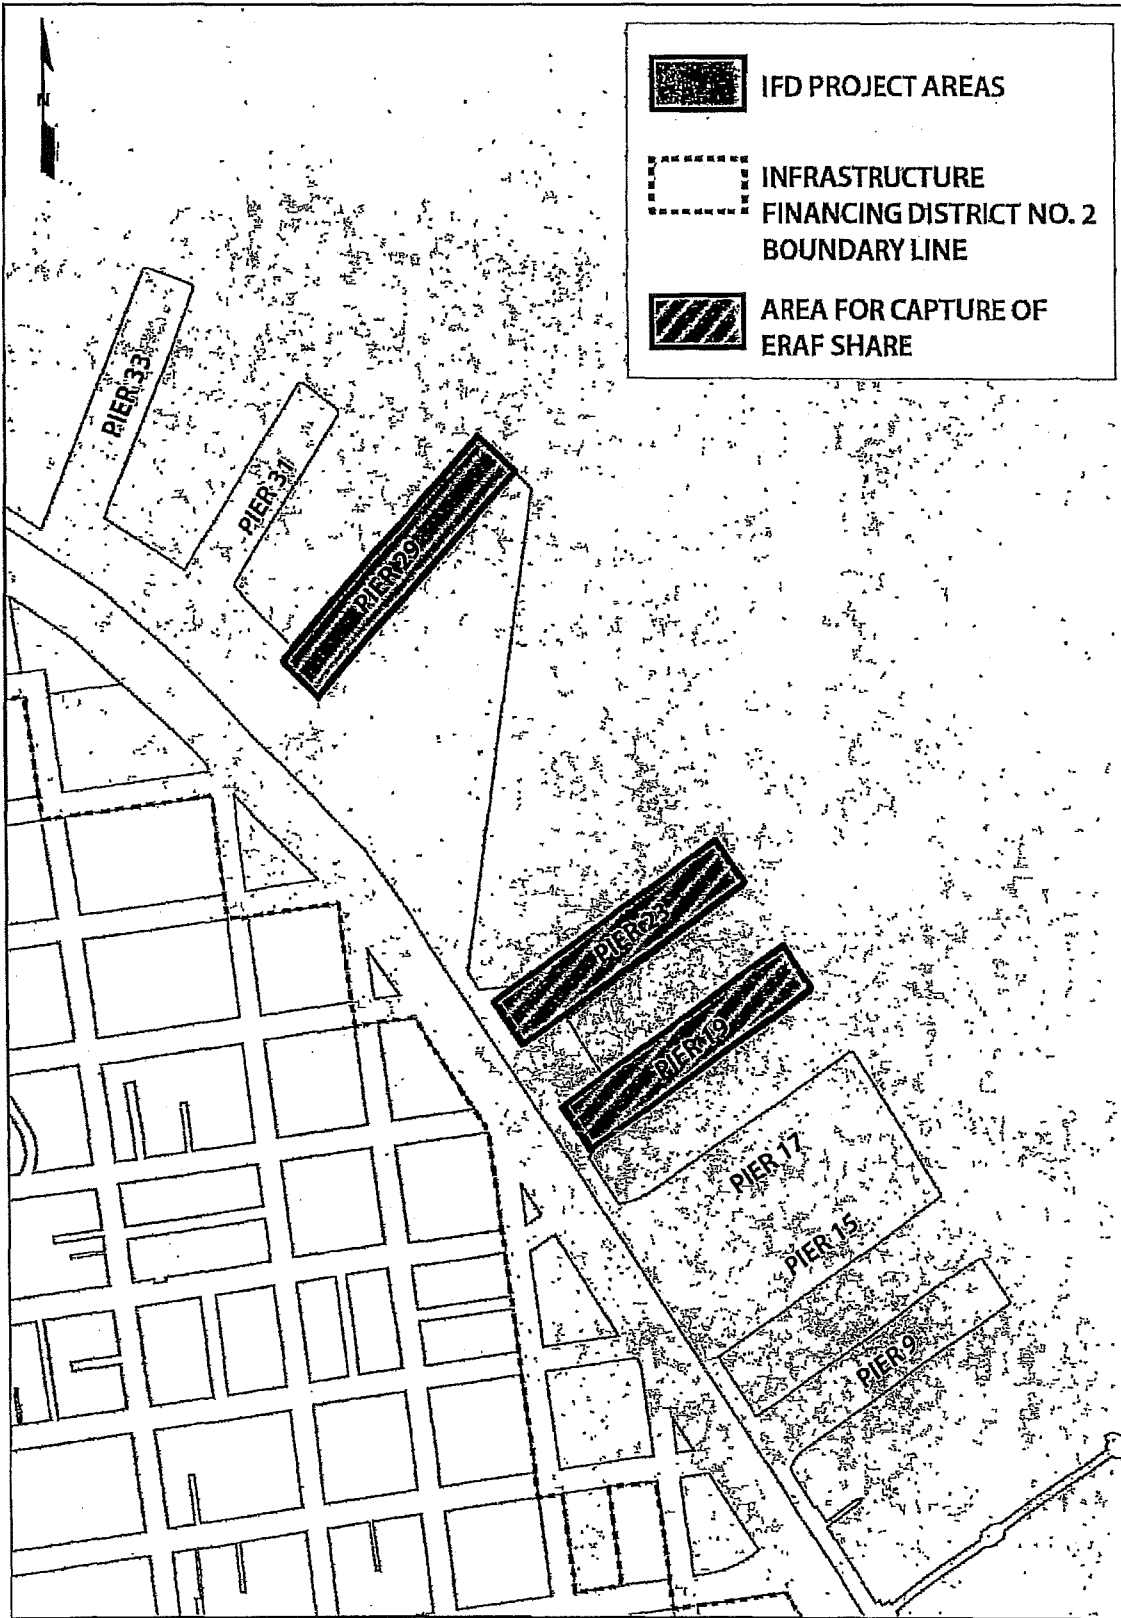 N
IFD PROJECT AREAS
INFRASTRUCTURE
FINANCING DISTRICT NO. 2
BOUNDARY LINE
AREA FOR CAPTURE OF
ERAF SHARE
PIER 33
PIER 31
PIER 29
PIER 23
PIER 19
PIER 17
PIER 15
PIER 9